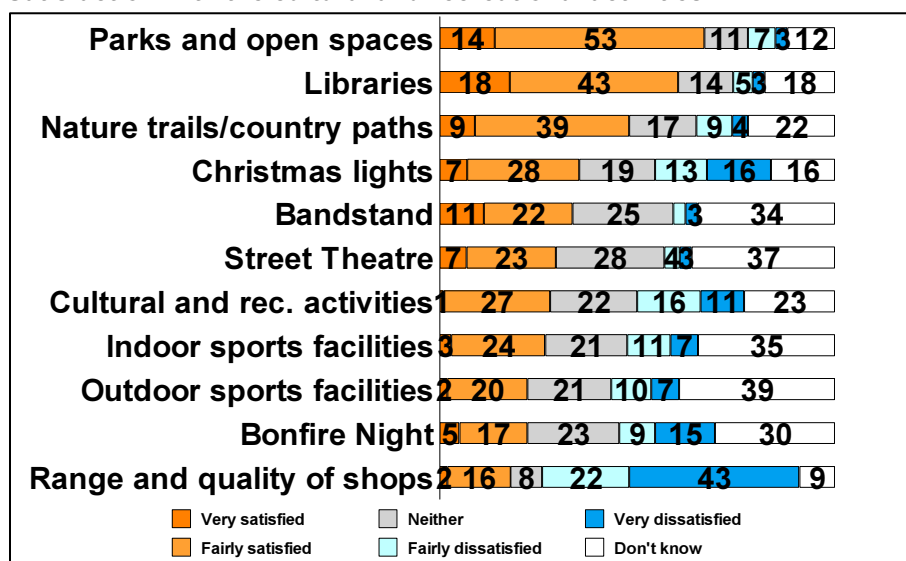 Parks and open spaces 14 53 11 7 3 12
Libraries 18 43 14 5 3 18
Nature trails/country paths 9 39 17 9 4 22
Christmas lights 7 28 19 13 16 16
Bandstand 11 22 25 3 34
Street Theatre 7 23 28 4 3 37
Cultural and rec. activities 1 27 22 16 11 23
Indoor sports facilities 3 24 21 11 7 35
Outdoor sports facilities 2 20 21 10 7 39
Bonfire Night 5 17 23 9 15 30
Range and quality of shops 2 16 8 22 43 9
Very satisfied Neither Very dissatisfied
Fairly satisfied Fairly dissatisfied Don't know